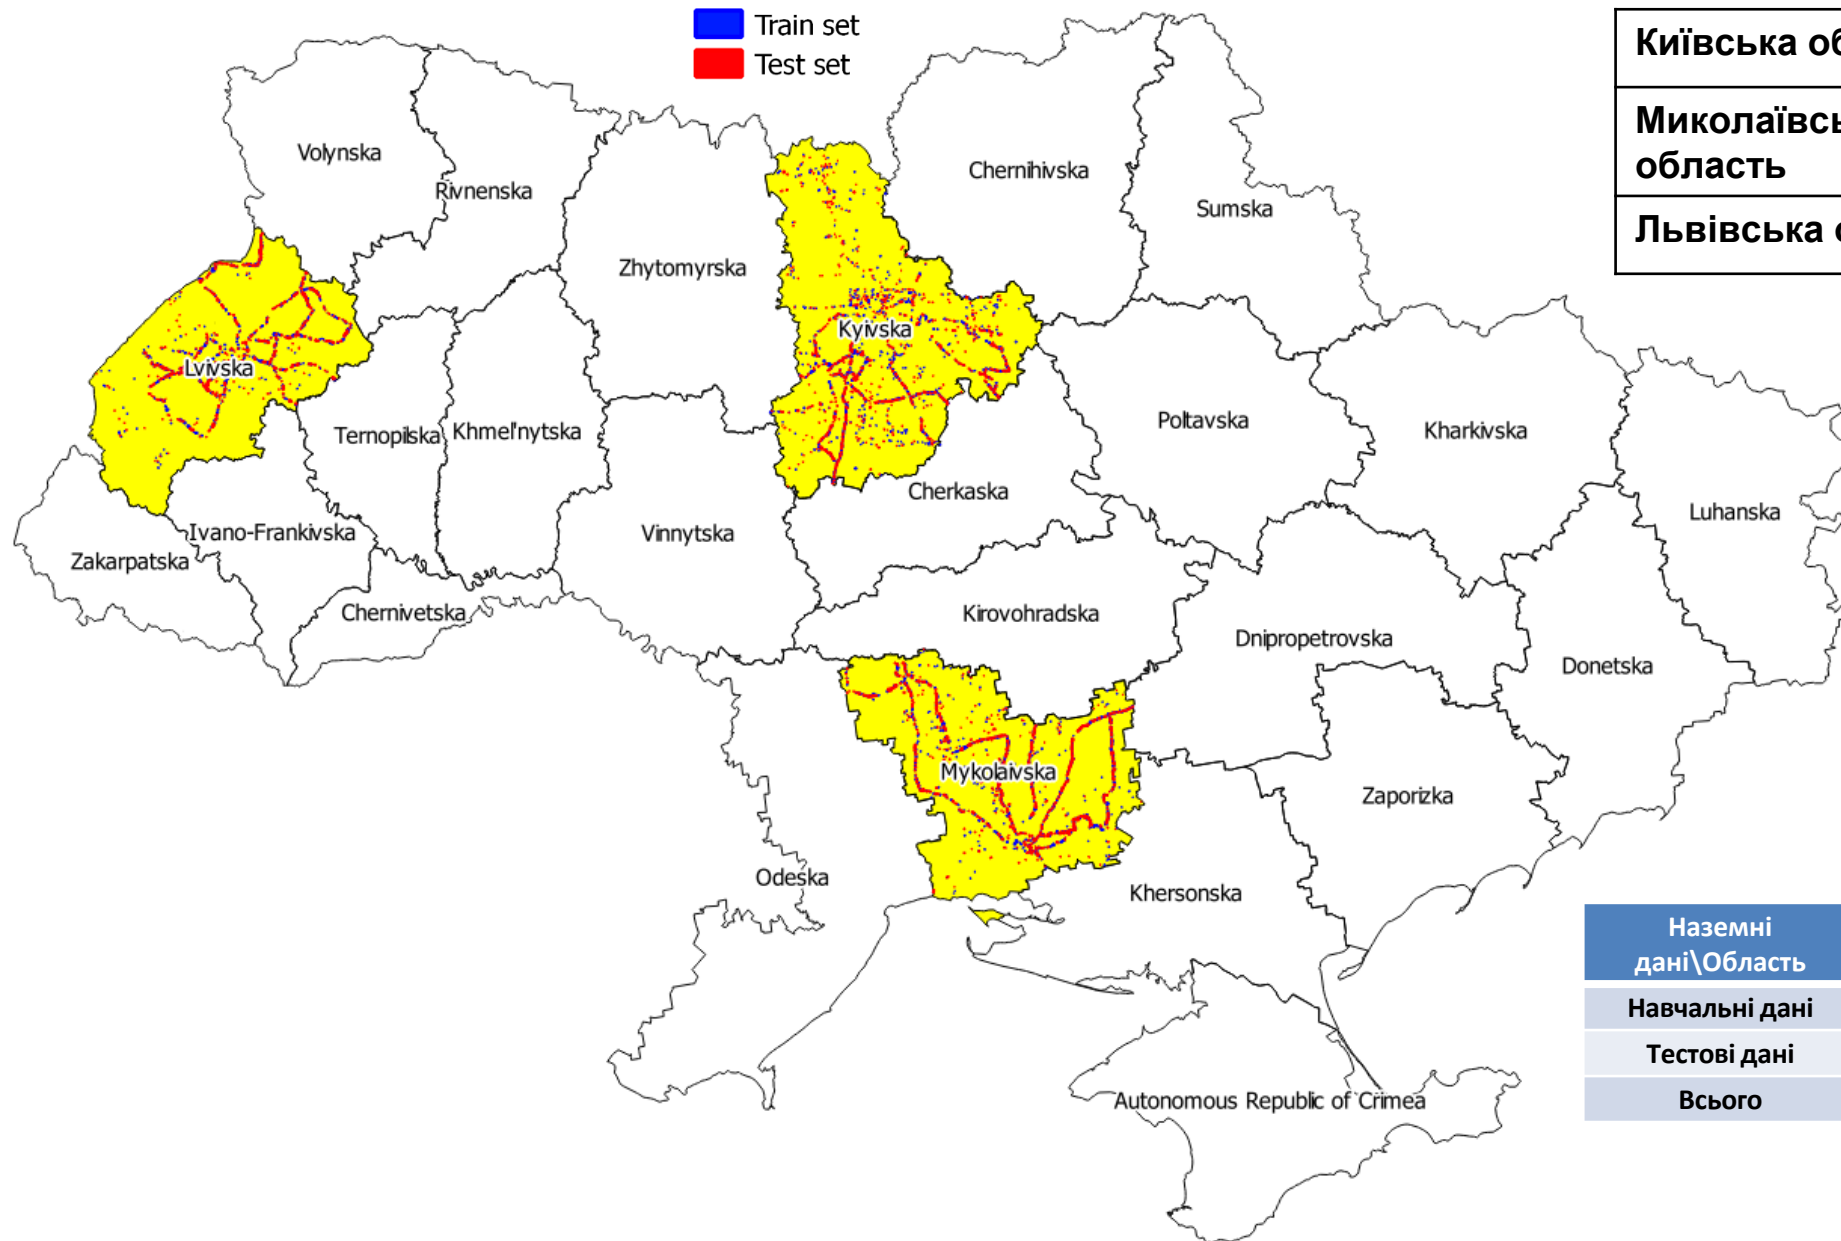 Train set
Test set
Київська об
Миколаївсь
область
Львівська о
Volynska
Rivnenska
Chernihivska
Sumska
Zhytomyrska
Kyivska
Lvivska
Ternopilska
Khmel'nytska
Poltavska
Kharkivska
Cherkaska
Luhanska
Ivano-Frankivska
Vinnytska
Zakarpatska
Chernivetska
Kirovohradska
Dnipropetrovska
Donetska
Mykolaivska
Zaporizka
Odeska
Khersonska
Наземні
дані\Область
Навчальні дані
Тестові дані
Всього
Autonomous Republic of Crimea